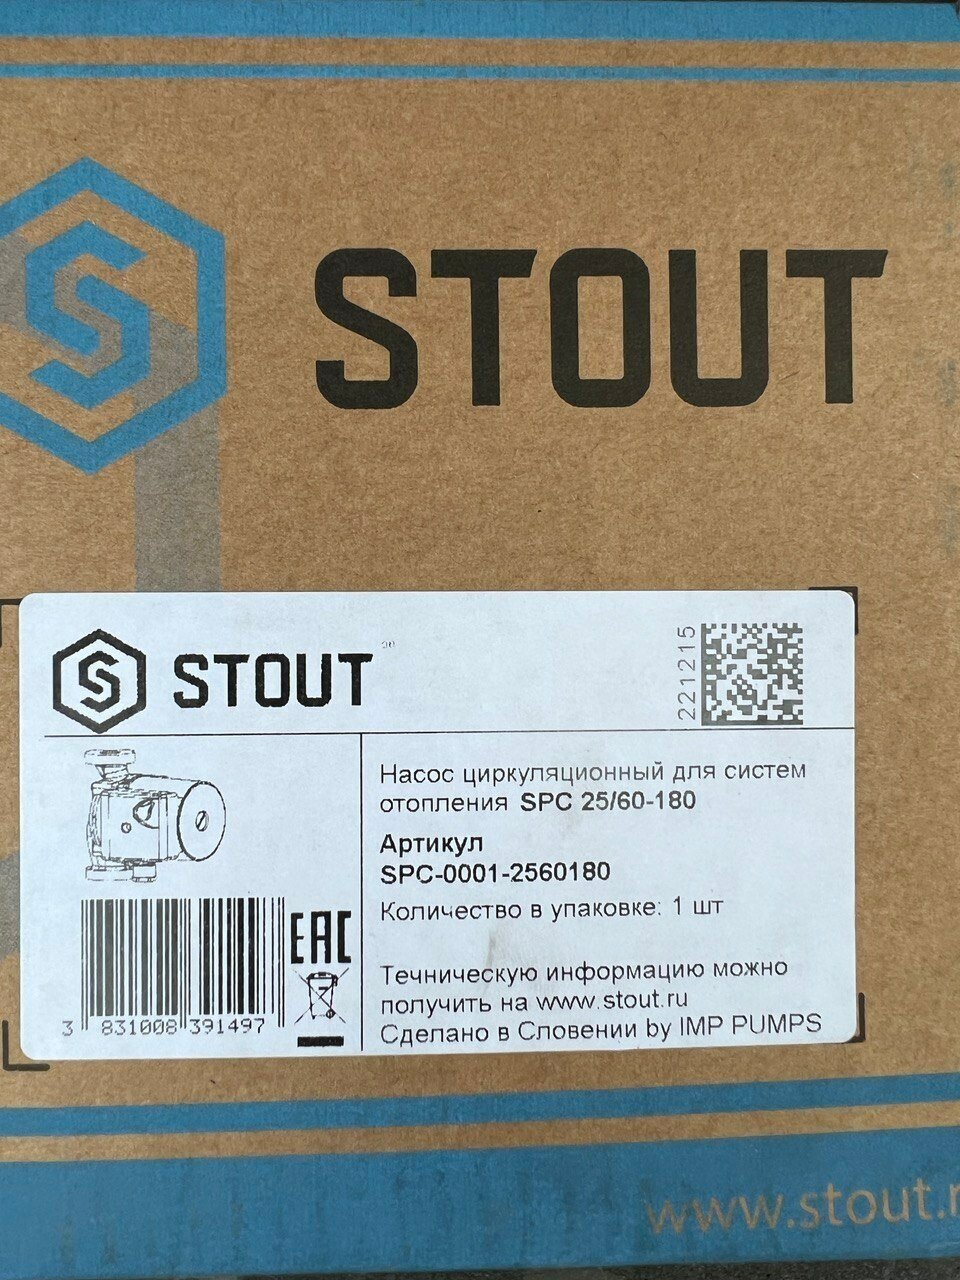 STOUT
STOUT
221215
Насос циркуляционный для систем
отопления SPC 25/60-180
Артикул
SPC-0001-2560180
Количество в упаковке: 1 шт
Течническую информацию можно
получить на www.stout.ru
Сделано в Словении by IMP PUMPS
EAC
3 831008 391497
www.stout.r